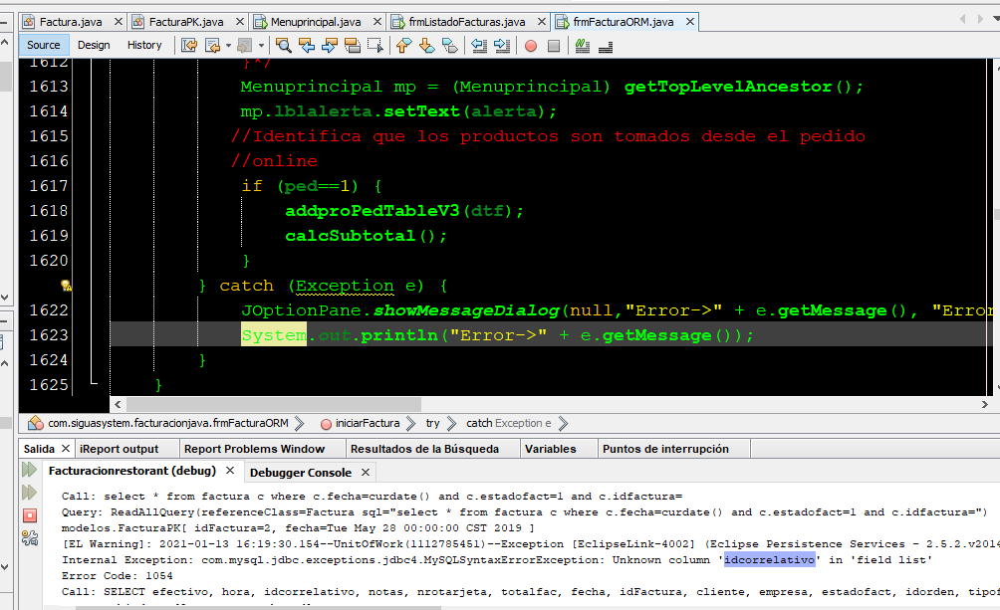 Factura.java × FacturaPK.java × Menuprincipal.java × frmListadoFacturas.java × frmFacturaORM.java ×
Source Design History
1612 }*/
1613 Menuprincipal mp = (Menuprincipal) getTopLevelAncestor();
1614 mp.lblalerta.setText(alerta);
1615 //Identifica que los productos son tomados desde el pedido
1616 //online
1617 if (ped==1) {
1618 addproPedTableV3(dtf);
1619 calcSubtotal();
1620 }
} catch (Exception e) {
1622 JOptionPane.showMessageDialog(null,"Error->" + e.getMessage(), "Error
1623 System.out.println("Error->" + e.getMessage());
1624 }
1625 }
com.siguasystem.facturacionjava.frmFacturaORM iniciarFactura try catch Exception e
Salida × iReport output Report Problems Window Resultados de la Búsqueda Variables Puntos de interrupción
Facturacionrestorant (debug) × Debugger Console ×
Call: select * from factura c where c.fecha=curdate() and c.estadofact=1 and c.idfactura=
Query: ReadAllQuery(referenceClass=Factura sql="select * from factura c where c.fecha=curdate() and c.estadofact=1 and c.idfactura=")
modelos.FacturaPK[ idFactura=2, fecha=Tue May 28 00:00:00 CST 2019 ]
[EL Warning]: 2021-01-13 16:19:30.154--UnitOfWork(1112785451)--Exception [EclipseLink-4002] (Eclipse Persistence Services - 2.5.2.v2014
Internal Exception: com.mysql.jdbc.exceptions.jdbc4.MySQLSyntaxErrorException: Unknown column 'idcorrelativo' in 'field list'
Error Code: 1054
Call: SELECT efectivo, hora, idcorrelativo, notas, nrotarjeta, totalfac, fecha, idFactura, cliente, empresa, estadofact, idorden, tipof